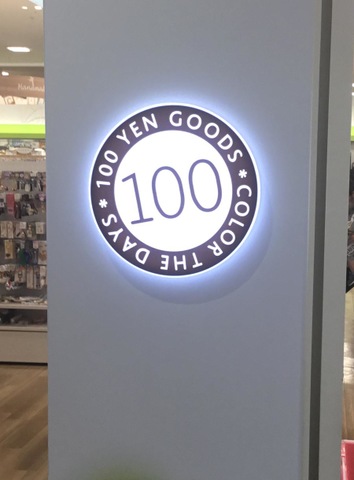 * 100 YEN GOODS * COLOR THE DAYS
100